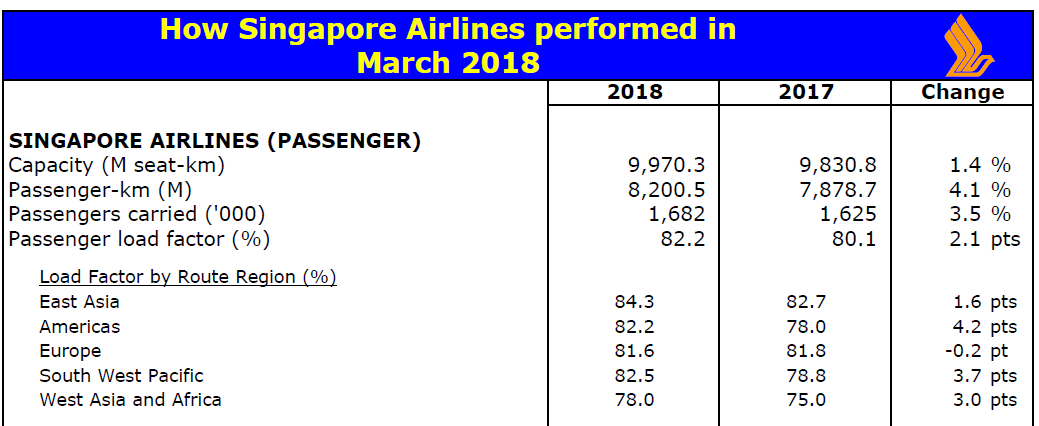 How Singapore Airlines performed in
March 2018
2018 2017 Change
SINGAPORE AIRLINES (PASSENGER)
Capacity (M seat-km) 9,970.3 9,830.8 1.4 %
Passenger-km (M) 8,200.5 7,878.7 4.1 %
Passengers carried ('000) 1,682 1,625 3.5 %
Passenger load factor (%) 82.2 80.1 2.1 pts
Load Factor by Route Region (%)
East Asia 84.3 82.7 1.6 pts
Americas 82.2 78.0 4.2 pts
Europe 81.6 81.8 -0.2 pt
South West Pacific 82.5 78.8 3.7 pts
West Asia and Africa 78.0 75.0 3.0 pts